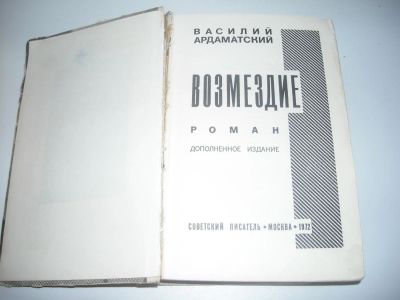 ВАСИЛИЙ
АРДАМАТСКИЙ
ВОЗМЕЗДИЕ
РОМАН
ДОПОЛНЕННОЕ ИЗДАНИЕ
СОВЕТСКИЙ ПИСАТЕЛЬ • МОСКВА • 1972